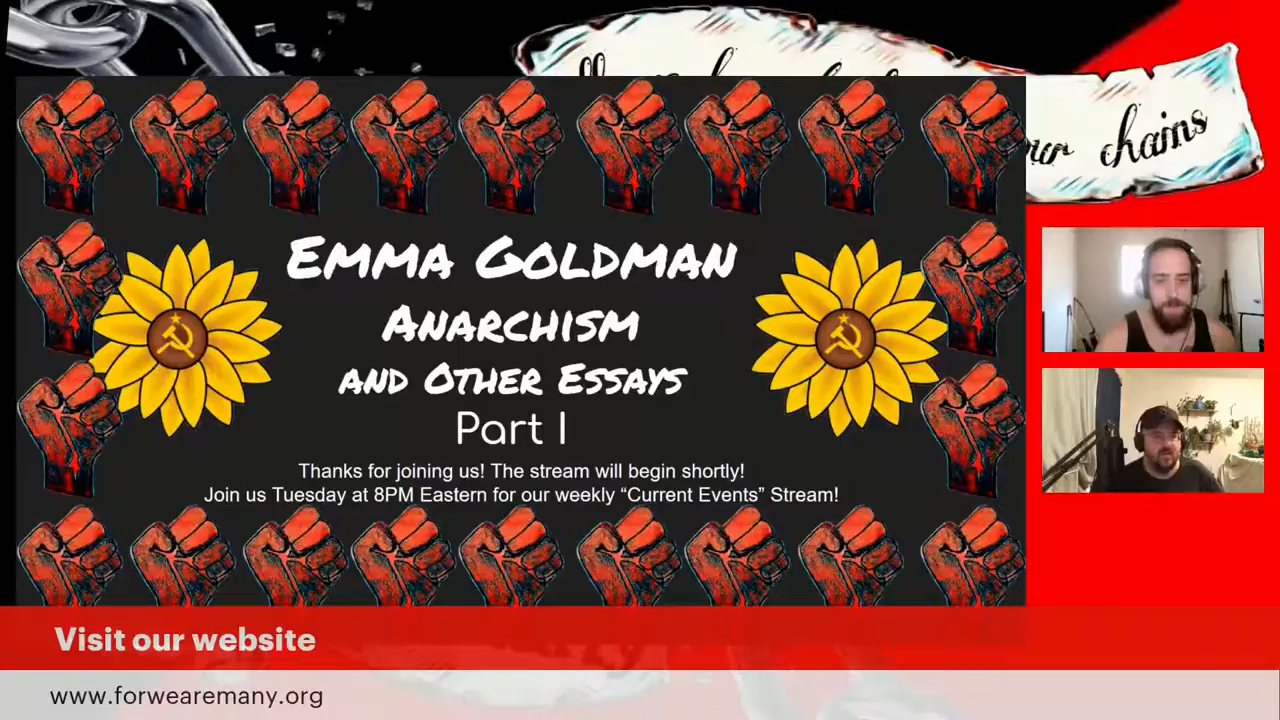 our chains
EMMA GOLDMAN
ANARCHISM
AND OTHER ESSAYS
Part I
Thanks for joining us! The stream will begin shortly!
Join us Tuesday at 8PM Eastern for our weekly “Current Events” Stream!
Visit our website
www.forwearemany.org